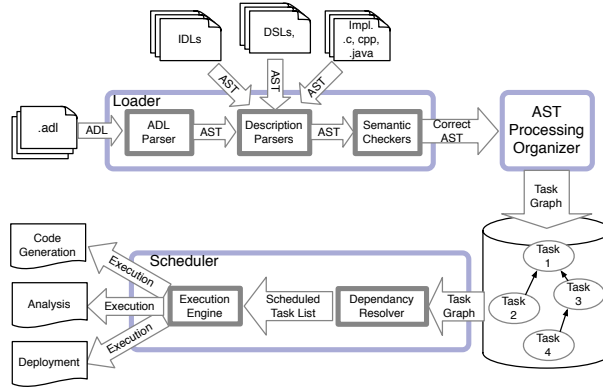 IDLs
DSLs,
Impl.
.c, cpp,
.java
AST
AST
AST
Loader
.adl
ADL
ADL
Parser
AST
Description
Parsers
AST
Semantic
Checkers
Correct
AST
AST
Processing
Organizer
Task
Graph
Code
Generation
Analysis
Deployment
Execution
Execution
Execution
Scheduler
Execution
Engine
Scheduled
Task List
Dependancy
Resolver
Task
Graph
Task
1
Task
2
Task
3
Task
4